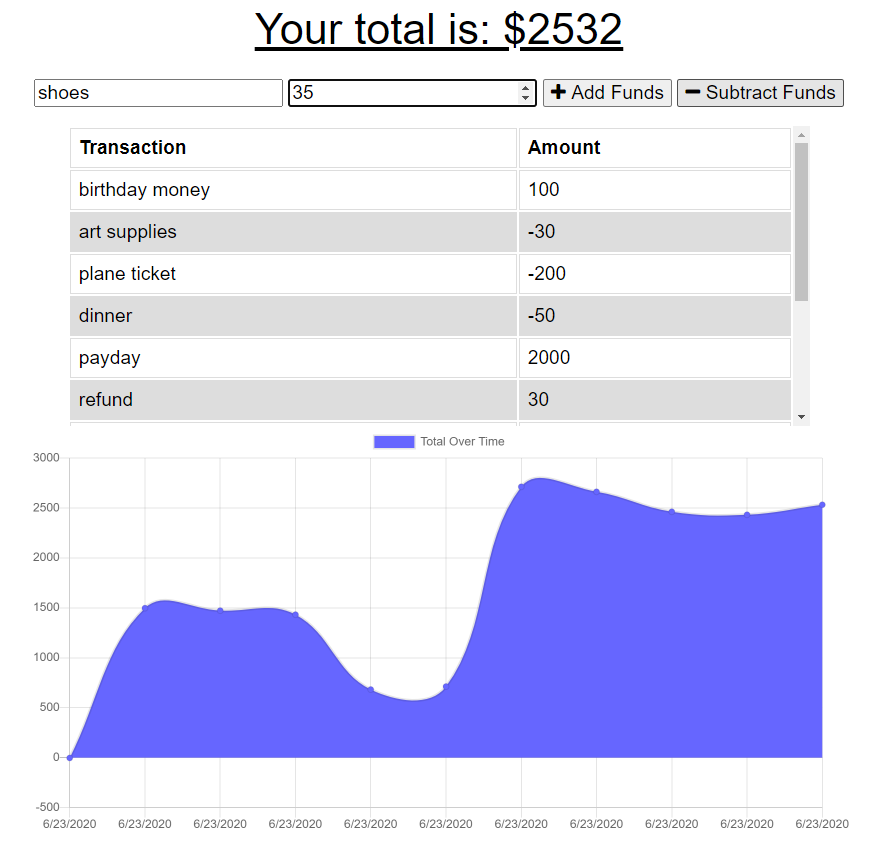 Your total is: $2532
shoes 35 Add Funds Subtract Funds
Transaction Amount
birthday money 100
art supplies -30
plane ticket -200
dinner -50
payday 2000
refund 30
Total Over Time
3000
2500
2000
1500
1000
500
0
-500
6/23/2020 6/23/2020 6/23/2020 6/23/2020 6/23/2020 6/23/2020 6/23/2020 6/23/2020 6/23/2020 6/23/2020 6/23/2020